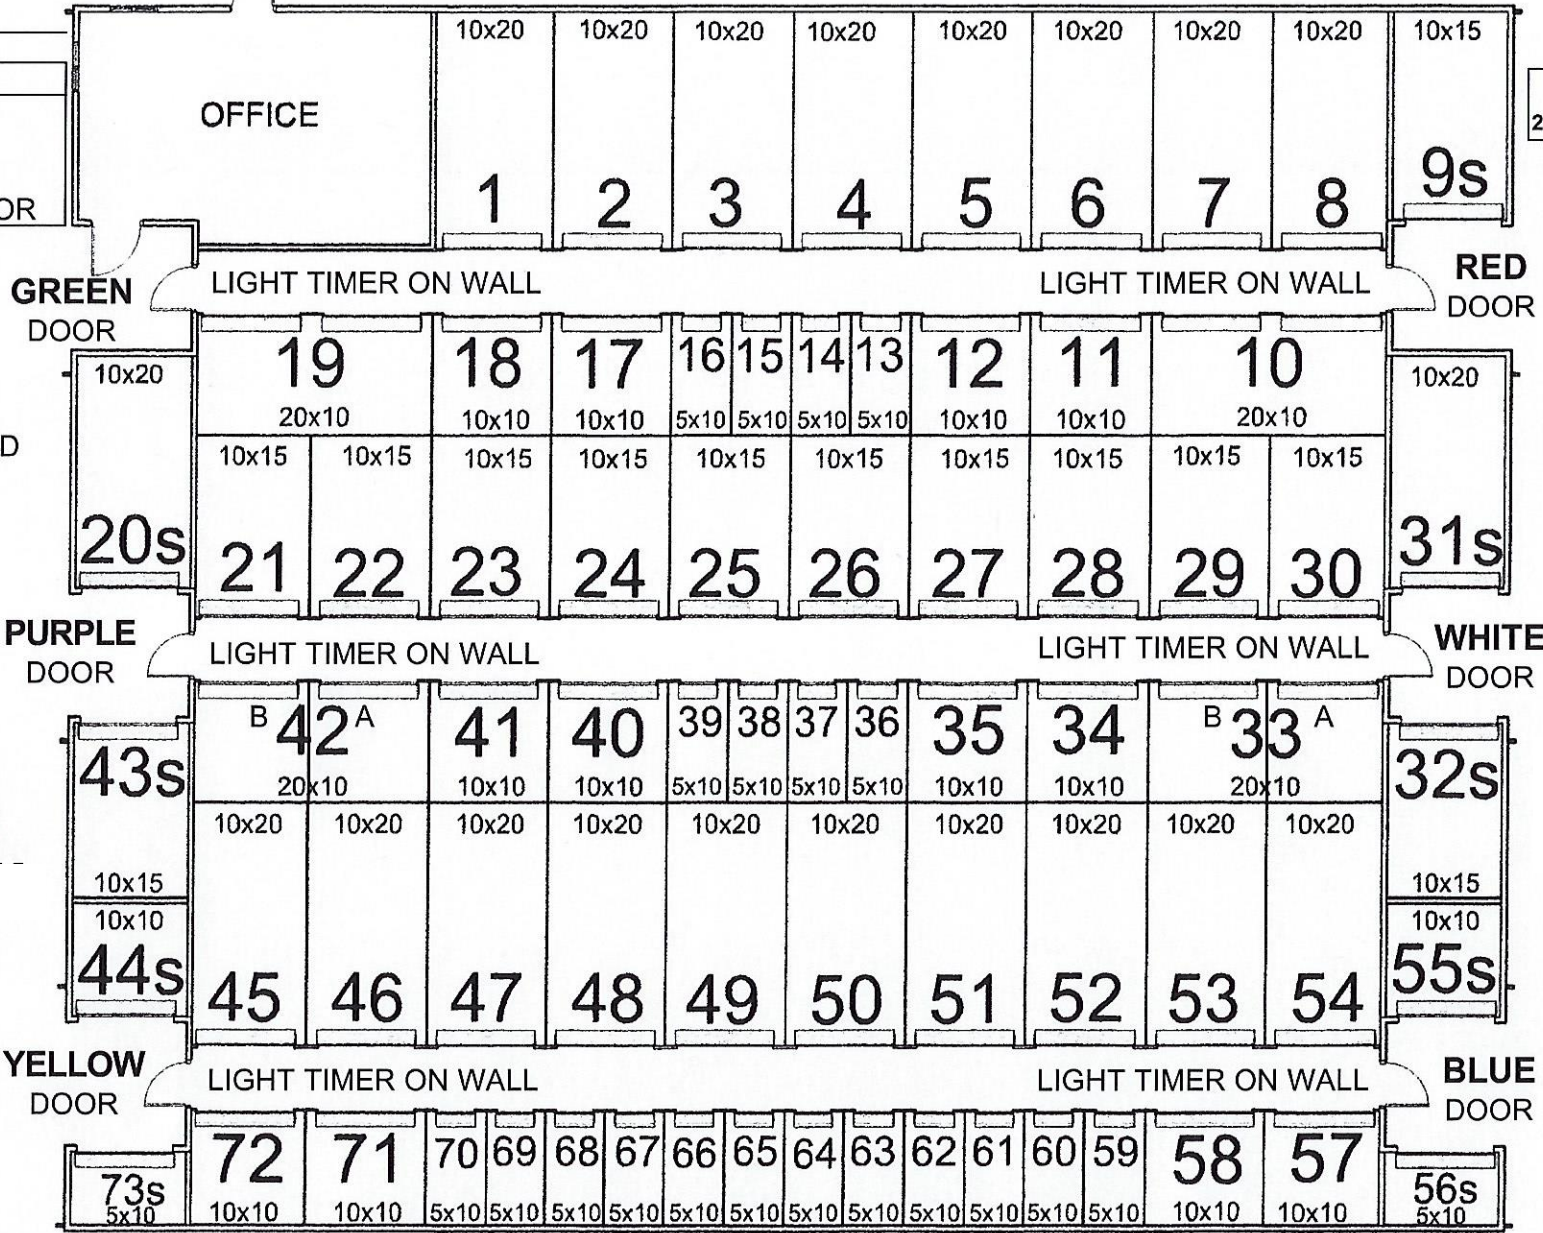 10x20 10x20 10x20 10x20 10x20 10x20 10x20 10x20 10x15
OFFICE
2
1 2 3 4 5 6 7 8 9s
OR
GREEN
DOOR
LIGHT TIMER ON WALL LIGHT TIMER ON WALL
RED
DOOR
19 18 17 16 15 14 13 12 11 10
20x10 10x10 10x10 5x10 5x10 5x10 5x10 10x10 10x10 20x10
10x20 10x20
D
10x15 10x15 10x15 10x15 10x15 10x15 10x15 10x15 10x15 10x15
20s 21 22 23 24 25 26 27 28 29 30 31s
PURPLE
DOOR
LIGHT TIMER ON WALL LIGHT TIMER ON WALL
WHITE
DOOR
B 42 A 41 40 39 38 37 36 35 34 B 33 A
43s 32s
20x10 10x10 10x10 5x10 5x10 5x10 5x10 10x10 10x10 20x10
10x20 10x20 10x20 10x20 10x20 10x20 10x20 10x20 10x20 10x20
10x15 10x15
10x10 10x10
44s 45 46 47 48 49 50 51 52 53 54 55s
YELLOW
DOOR
LIGHT TIMER ON WALL LIGHT TIMER ON WALL
BLUE
DOOR
72 71 70 69 68 67 66 65 64 63 62 61 60 59 58 57
73s 56s
5x10 10x10 10x10 5x10 5x10 5x10 5x10 5x10 5x10 5x10 5x10 5x10 5x10 5x10 5x10 10x10 10x10 5x10